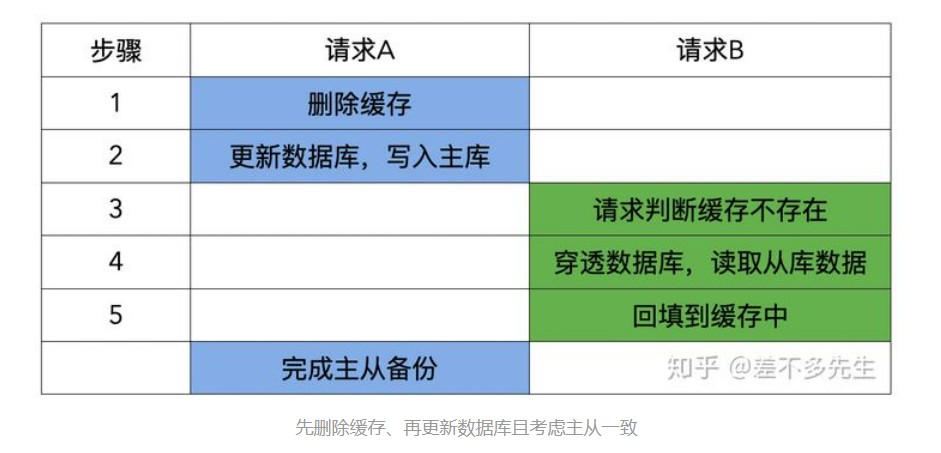 步骤 请求A 请求B
1 删除缓存
2 更新数据库，写入主库
3 请求判断缓存不存在
4 穿透数据库，读取从库数据
5 回填到缓存中
完成主从备份
知乎 @差不多先生
先删除缓存、再更新数据库且考虑主从一致